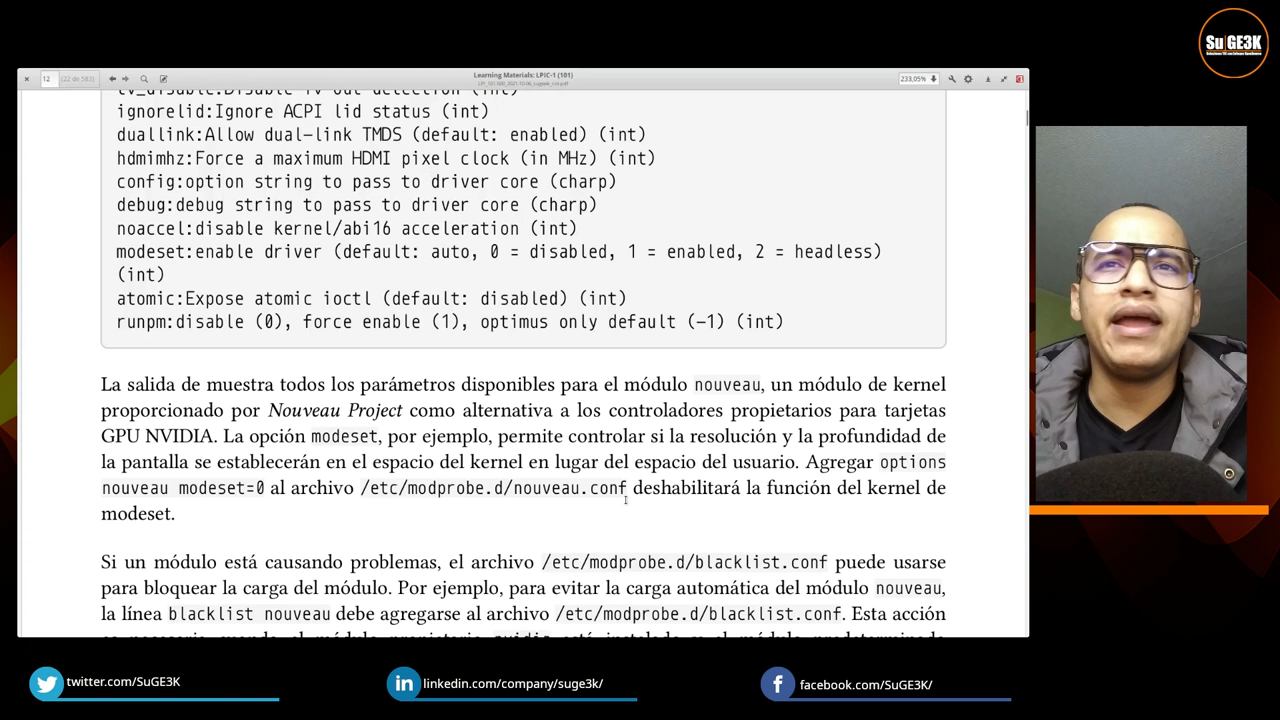 Su GE3K
Learning Materials: LPIC-1 (101)
12 (22 de 583)
233,05%
ignorelid:Ignore ACPI lid status (int)
duallink:Allow dual-link TMDS (default: enabled) (int)
hdmimhz:Force a maximum HDMI pixel clock (in MHz) (int)
config:option string to pass to driver core (charp)
debug:debug string to pass to driver core (charp)
noaccel:disable kernel/abi16 acceleration (int)
modeset:enable driver (default: auto, 0 = disabled, 1 = enabled, 2 = headless)
(int)
atomic:Expose atomic ioctl (default: disabled) (int)
runpm:disable (0), force enable (1), optimus only default (-1) (int)
La salida de muestra todos los parámetros disponibles para el módulo nouveau, un módulo de kernel
proporcionado por Nouveau Project como alternativa a los controladores propietarios para tarjetas
GPU NVIDIA. La opción modeset, por ejemplo, permite controlar si la resolución y la profundidad de
la pantalla se establecerán en el espacio del kernel en lugar del espacio del usuario. Agregar options
nouveau modeset=0 al archivo /etc/modprobe.d/nouveau.conf deshabilitará la función del kernel de
modeset.
Si un módulo está causando problemas, el archivo /etc/modprobe.d/blacklist.conf puede usarse
para bloquear la carga del módulo. Por ejemplo, para evitar la carga automática del módulo nouveau,
la línea blacklist nouveau debe agregarse al archivo /etc/modprobe.d/blacklist.conf. Esta acción
twitter.com/SuGE3K
linkedin.com/company/suge3k/
facebook.com/SuGE3K/